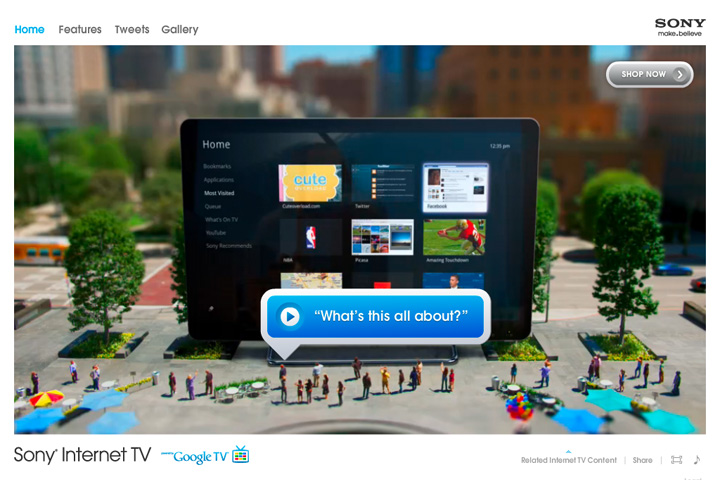 Home Features Tweets Gallery
SONY
make.believe
SHOP NOW
Home
12:35 pm
Bookmarks
Applications
Most Visited
Queue
What's On TV
YouTube
Sony Recommends
cute
Cuteoverload.com
Twitter
Facebook
NBA
Picasa
Amazing Touchdown
“What’s this all about?”
Sony® Internet TV
Google TV
Related Internet TV Content | Share